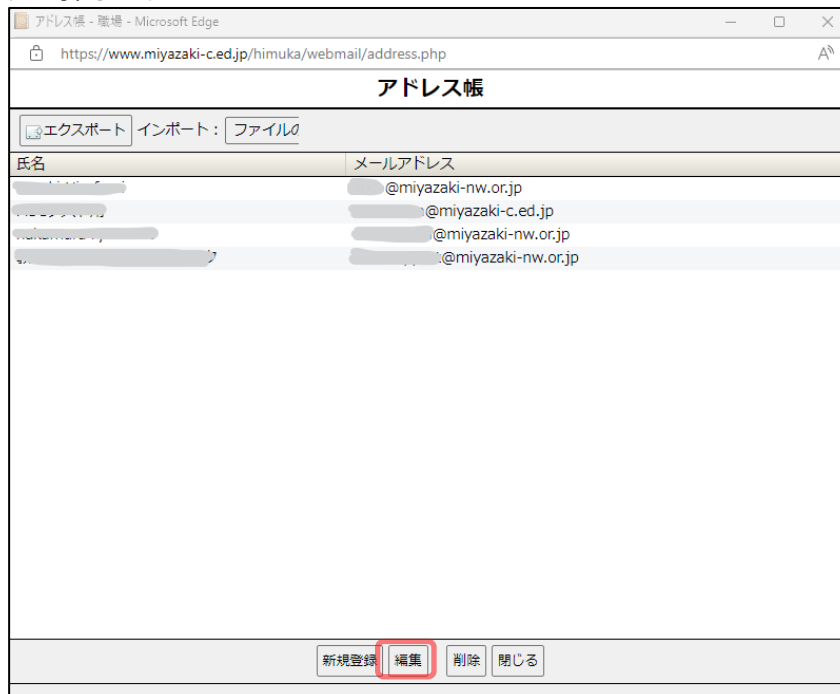 アドレス帳 - 職場 - Microsoft Edge
https://www.miyazaki-c.ed.jp/himuka/webmail/address.php
アドレス帳
エクスポート インポート： ファイルの
氏名 メールアドレス
@miyazaki-nw.or.jp
@miyazaki-c.ed.jp
@miyazaki-nw.or.jp
@miyazaki-nw.or.jp
新規登録 編集 削除 閉じる